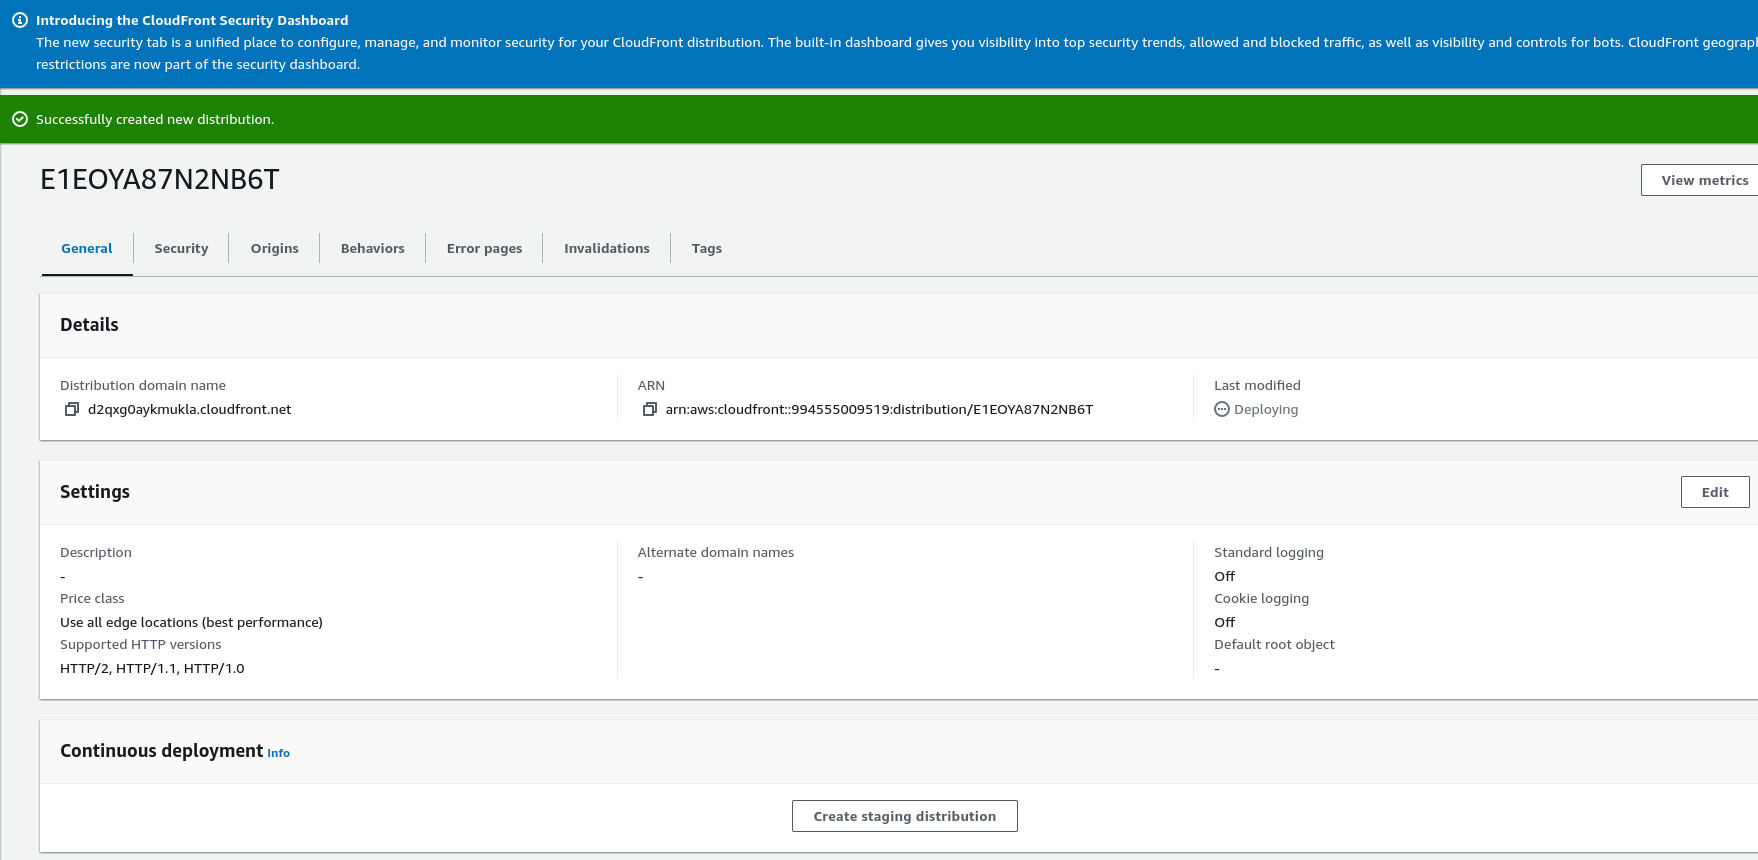 Introducing the CloudFront Security Dashboard
The new security tab is a unified place to configure, manage, and monitor security for your CloudFront distribution. The built-in dashboard gives you visibility into top security trends, allowed and blocked traffic, as well as visibility and controls for bots. CloudFront geograp
restrictions are now part of the security dashboard.
Successfully created new distribution.
E1EOYA87N2NB6T
View metrics
General Security Origins Behaviors Error pages Invalidations Tags
Details
Distribution domain name
d2qxg0aykmukla.cloudfront.net
ARN
arn:aws:cloudfront::994555009519:distribution/E1EOYA87N2NB6T
Last modified
Deploying
Settings
Edit
Description
-
Price class
Use all edge locations (best performance)
Supported HTTP versions
HTTP/2, HTTP/1.1, HTTP/1.0
Alternate domain names
-
Standard logging
Off
Cookie logging
Off
Default root object
-
Continuous deployment Info
Create staging distribution